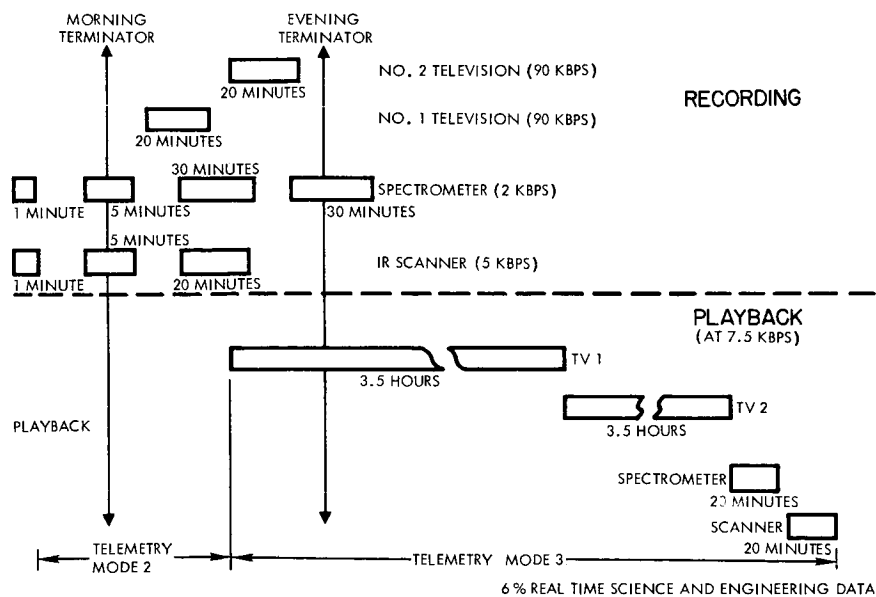 MORNING
TERMINATOR
EVENING
TERMINATOR
NO. 2 TELEVISION (90 KBPS)
20 MINUTES
RECORDING
NO. 1 TELEVISION (90 KBPS)
20 MINUTES
30 MINUTES
SPECTROMETER (2 KBPS)
1 MINUTE
5 MINUTES
30 MINUTES
5 MINUTES
IR SCANNER (5 KBPS)
1 MINUTE
20 MINUTES
PLAYBACK
(AT 7.5 KBPS)
TV 1
3.5 HOURS
TV 2
PLAYBACK
3.5 HOURS
SPECTROMETER
20 MINUTES
SCANNER
20 MINUTES
TELEMETRY
MODE 2
TELEMETRY MODE 3
6% REAL TIME SCIENCE AND ENGINEERING DATA